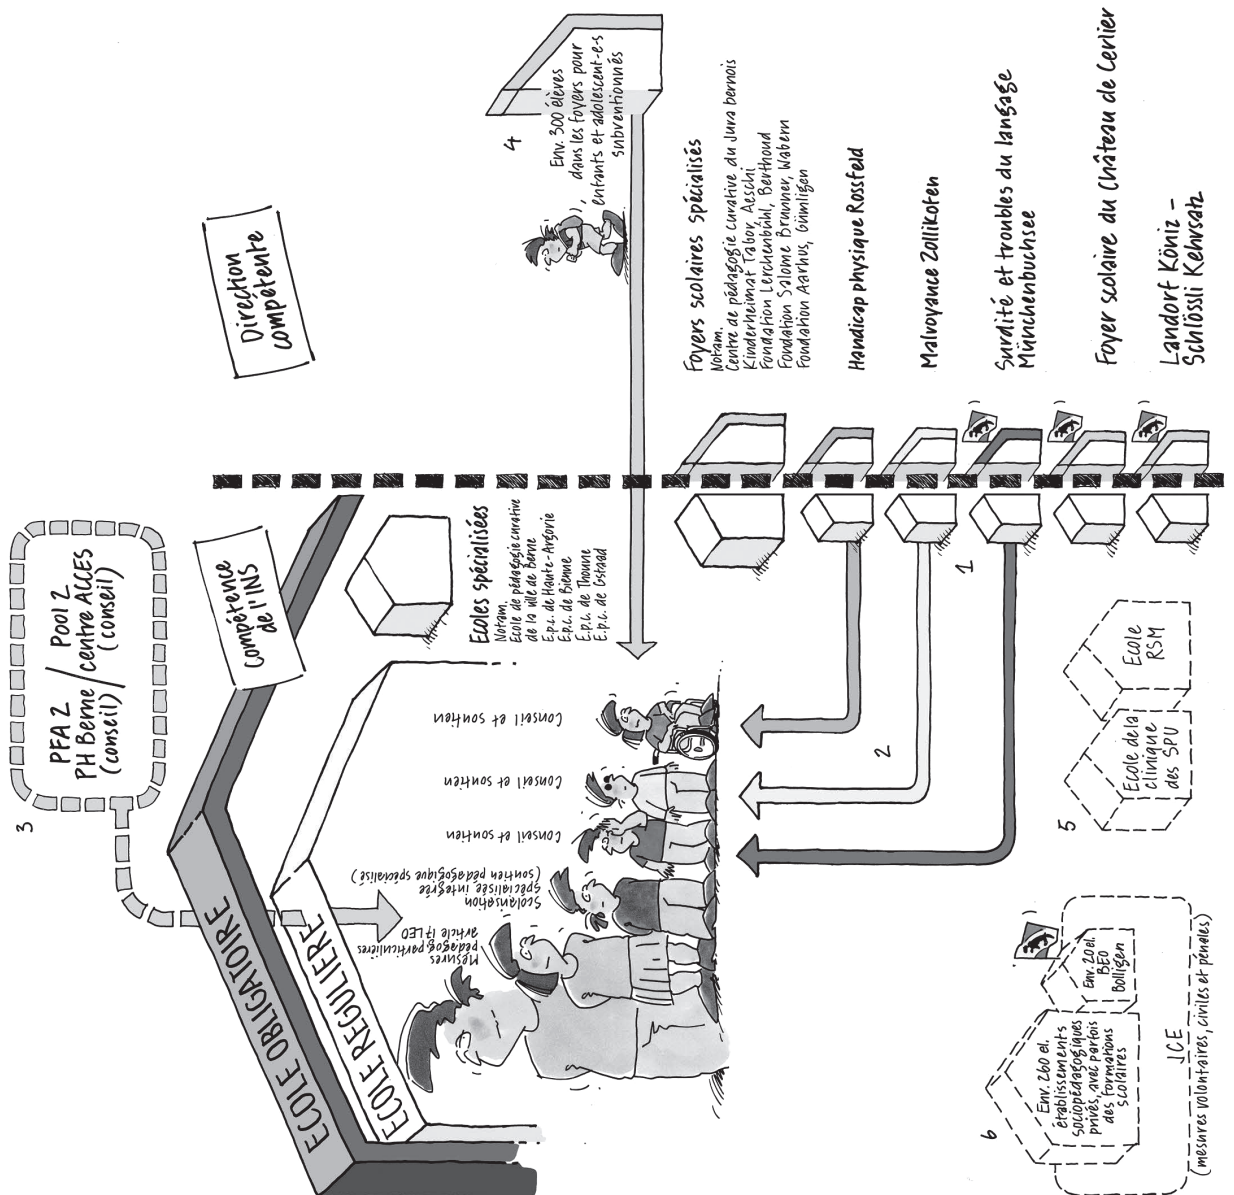 3
PFA 2 / Pool 2
PH Berne / centre ACCES
(conseil) / (conseil)
Compétence
de l'INS
Direction
compétente
ECOLE OBLIGATOIRE
ECOLE REGULIERE
Mesures
pédagog. particulières
article 17 LEO
Scolarisation
spécialisée intégrée
(soutien pédagogique spécialisé)
Conseil et soutien
Conseil et soutien
Conseil et soutien
Ecoles spécialisées
Notam.
Ecole de pédagogie curative
de la ville de Berne
E.p.c. de Haute-Argovie
E.p.c. de Bienne
E.p.c. de Thoune
E.p.c. de Gstaad
4
Env. 300 élèves
dans les foyers pour
enfants et adolescent-e-s
subventionnés
Foyers scolaires spécialisés
Notam.
Centre de pédagogie curative du Jura bernois
Kinderheimat Tabor, Aeschi
Fondation Lerchenbühl, Berthoud
Fondation Salome Brunner, Wabern
Fondation Aarhus, Gümligen
Handicap physique Rossfeld
Malvoyance Zollikofen
1
Surdité et troubles du langage
Münchenbuchsee
Foyer scolaire du Château de Cerlier
Landorf Köniz –
Schlössli Kehrsatz
2
5
Ecole de la
clinique
des SPU
Ecole
RSM
6
Env. 260 el.
établissements
sociopédagogiques
privés, avec parfois
des formations
scolaires
Env. 20 el.
BEO
Bolligen
JCE
(mesures volontaires, civiles et pénales)